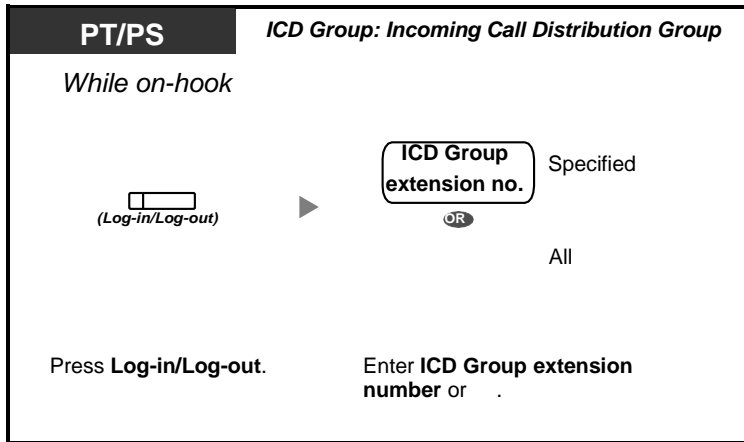 PT/PS
ICD Group: Incoming Call Distribution Group
While on-hook
ICD Group
extension no.
Specified
(Log-in/Log-out)
OR
All
Press Log-in/Log-out.
Enter ICD Group extension
number or .